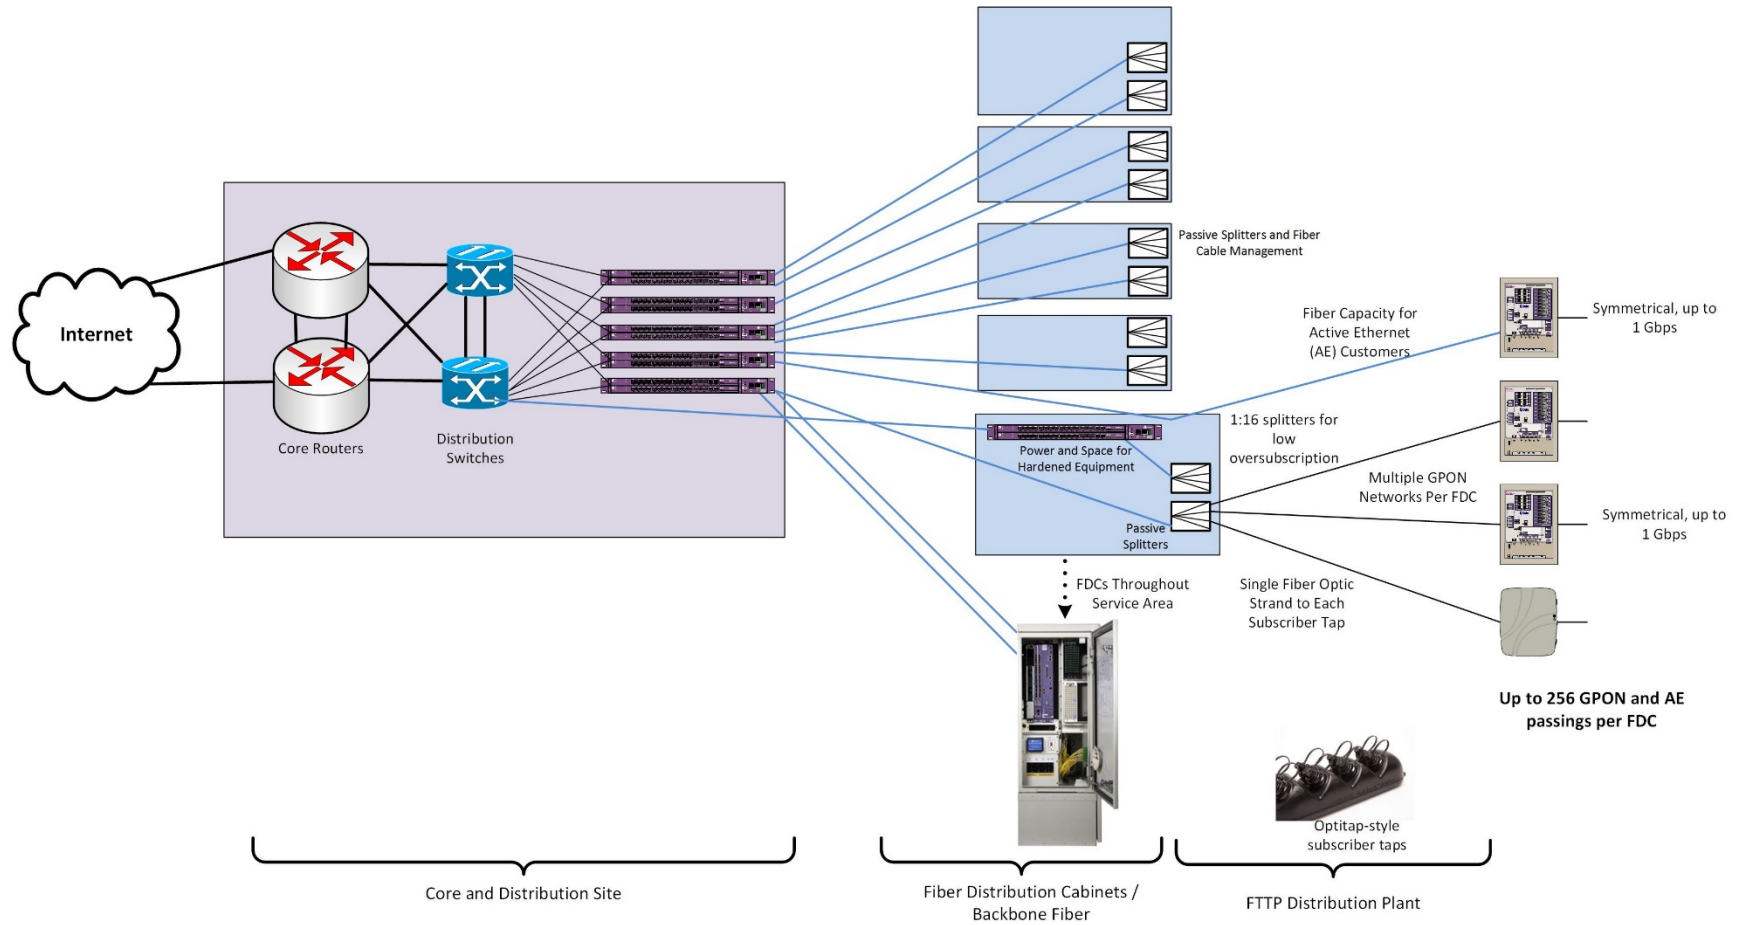 Internet
Core Routers
Distribution
Switches
Passive Splitters and Fiber
Cable Management
Fiber Capacity for
Active Ethernet
(AE) Customers
Symmetrical, up to
1 Gbps
1:16 splitters for
low
oversubscription
Power and Space for
Hardened Equipment
Multiple GPON
Networks Per FDC
Passive
Splitters
Symmetrical, up to
1 Gbps
FDCs Throughout
Service Area
Single Fiber Optic
Strand to Each
Subscriber Tap
Up to 256 GPON and AE
passings per FDC
Optitap-style
subscriber taps
Core and Distribution Site
Fiber Distribution Cabinets /
Backbone Fiber
FTTP Distribution Plant